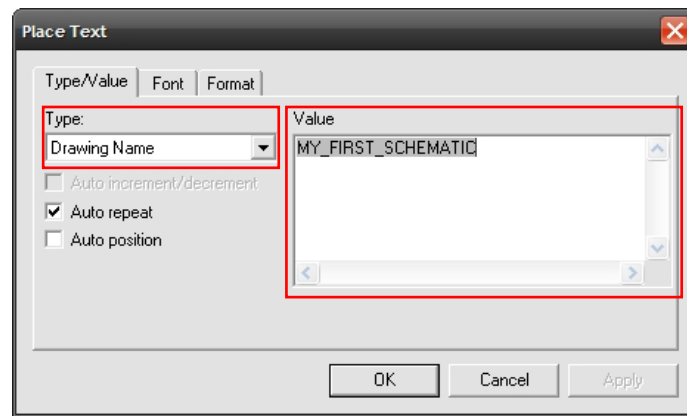 Place Text
Type/Value Font Format
Type:
Drawing Name
Auto increment/decrement
Auto repeat
Auto position
Value
MY_FIRST_SCHEMATIC
OK Cancel Apply